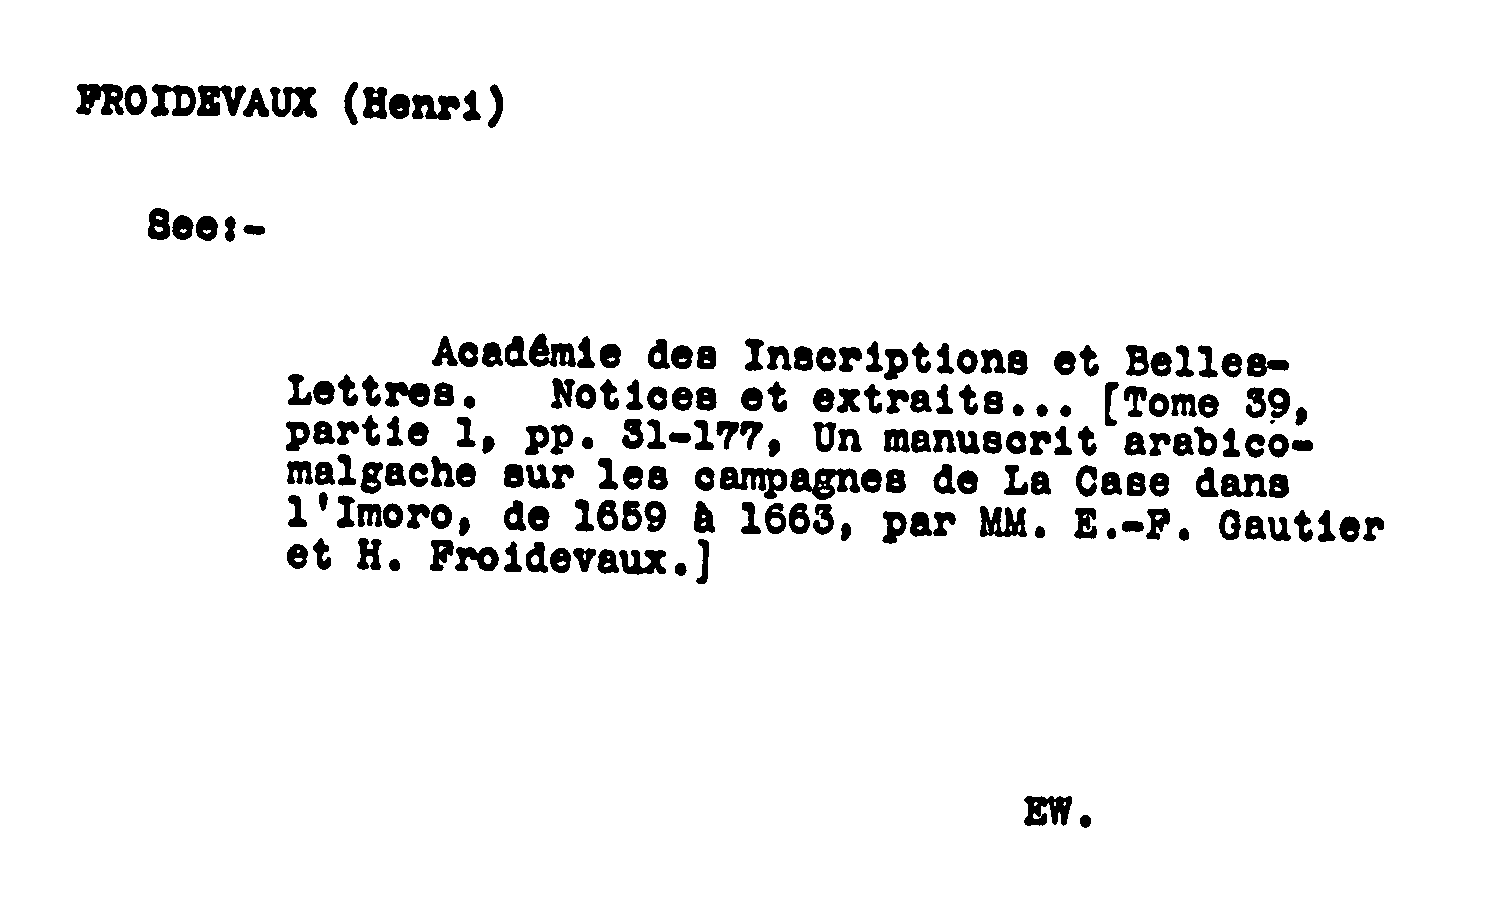 FROIDEVAUX (Henri)
See:-
Académie des Inscriptions et Belles-
Lettres. Notices et extraits... [Tome 39,
partie 1, pp. 31-177, Un manuscrit arabico-
malgache sur les campagnes de La Case dans
l'Imoro, de 1659 à 1663, par MM. E.-F. Gautier
et H. Froidevaux.]
EW.